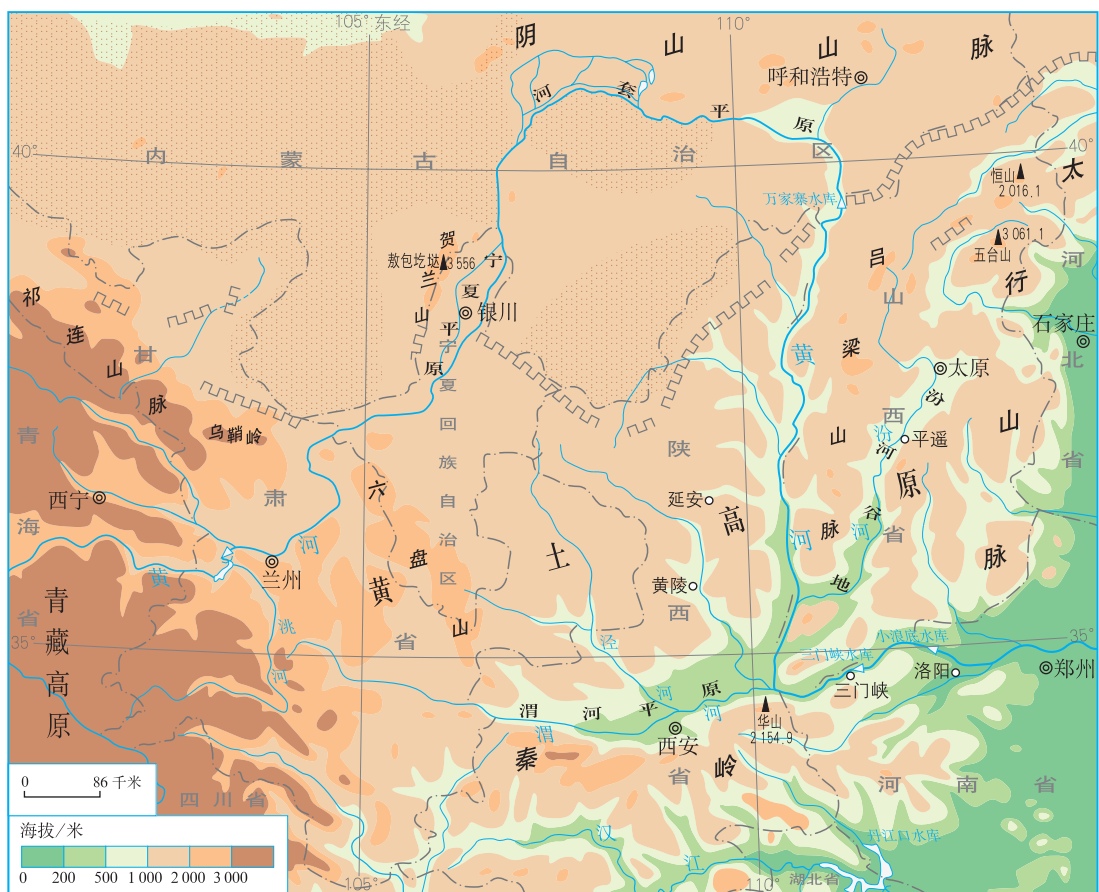 105°东经
110°
阴山山脉
呼和浩特
河套平原
40°
内蒙古自治区
40°
太行山脉
恒山
2 016.1
万家寨水库
3 061.1
五台山
贺兰山
敖包圪垯
3 556
宁夏平原
银川
吕梁山脉
山西省
河北省
石家庄
祁连山脉
甘肃省
宁夏回族自治区
黄
太原
汾河谷地
汾河
平遥
乌鞘岭
青海省
西宁
陕西省
延安
黄土高原
六盘山
河
河
兰州
黄
黄陵
青藏高原
洮河
35°
35°
泾河
小浪底水库
三门峡水库
洛阳
郑州
三门峡
渭河平原
渭河
西安
华山
2 154.9
秦岭
河南省
四川省
丹江口水库
汉江
湖北省
105°
110°
0 86 千米
海拔/米
0 200 500 1 000 2 000 3 000